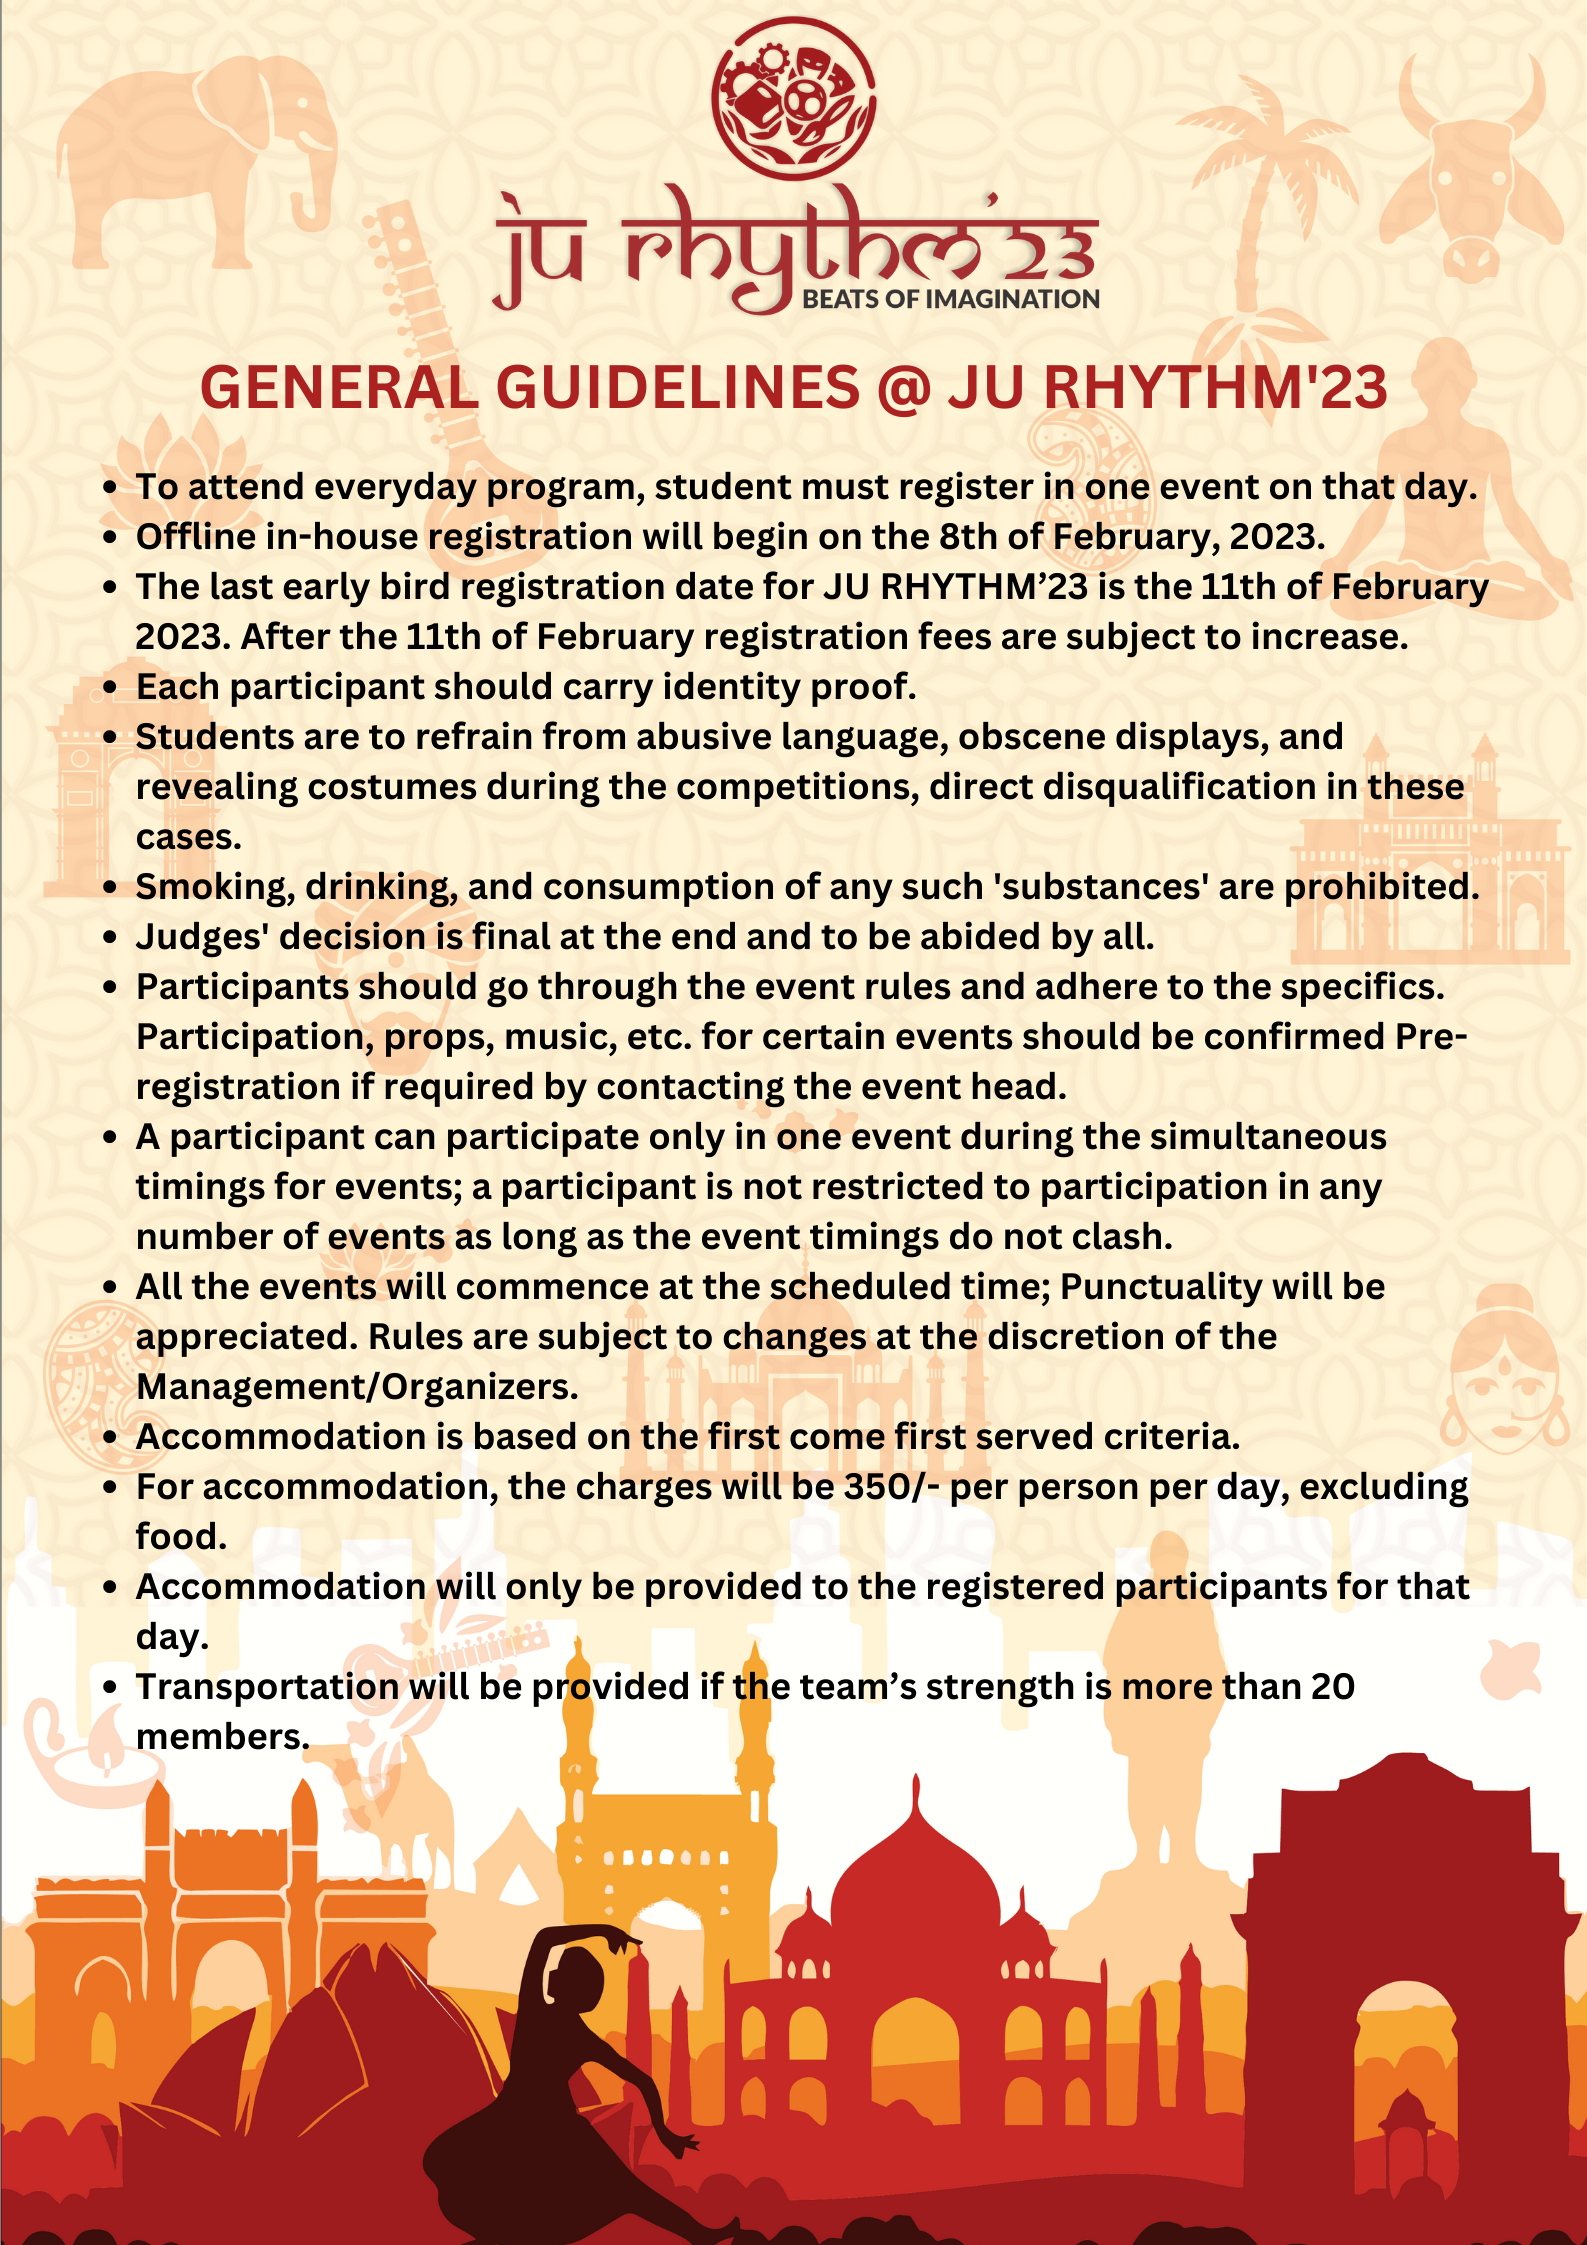 ju rhythm'23
BEATS OF IMAGINATION
GENERAL GUIDELINES @ JU RHYTHM'23
• To attend everyday program, student must register in one event on that day.
• Offline in-house registration will begin on the 8th of February, 2023.
• The last early bird registration date for JU RHYTHM’23 is the 11th of February
2023. After the 11th of February registration fees are subject to increase.
• Each participant should carry identity proof.
• Students are to refrain from abusive language, obscene displays, and
revealing costumes during the competitions, direct disqualification in these
cases.
• Smoking, drinking, and consumption of any such 'substances' are prohibited.
• Judges' decision is final at the end and to be abided by all.
• Participants should go through the event rules and adhere to the specifics.
Participation, props, music, etc. for certain events should be confirmed Pre-
registration if required by contacting the event head.
• A participant can participate only in one event during the simultaneous
timings for events; a participant is not restricted to participation in any
number of events as long as the event timings do not clash.
• All the events will commence at the scheduled time; Punctuality will be
appreciated. Rules are subject to changes at the discretion of the
Management/Organizers.
• Accommodation is based on the first come first served criteria.
• For accommodation, the charges will be 350/- per person per day, excluding
food.
• Accommodation will only be provided to the registered participants for that
day.
• Transportation will be provided if the team’s strength is more than 20
members.